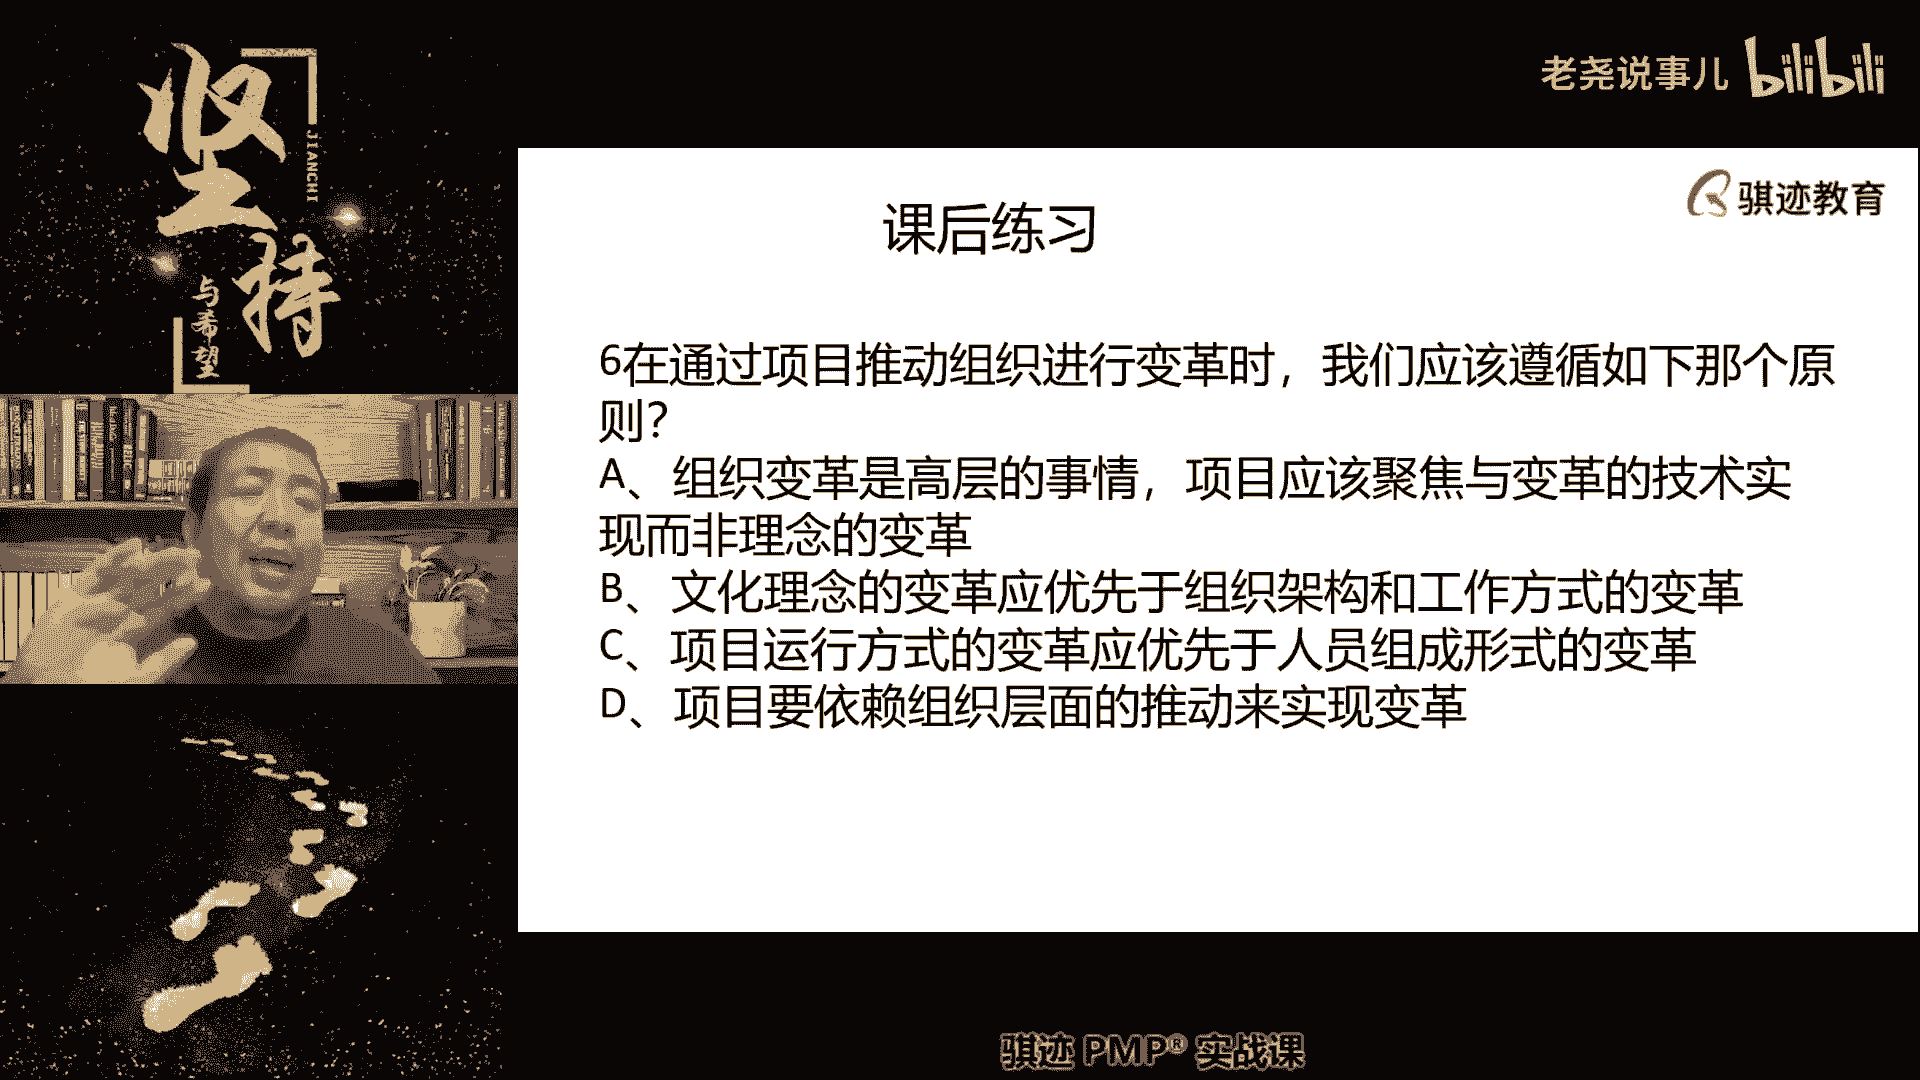 坚持
JIANCHI
与希望
老尧说事儿 bilibili
骐迹教育
课后练习
6在通过项目推动组织进行变革时，我们应该遵循如下那个原
则？
A、组织变革是高层的事情，项目应该聚焦与变革的技术实
现而非理念的变革
B、文化理念的变革应优先于组织架构和工作方式的变革
C、项目运行方式的变革应优先于人员组成形式的变革
D、项目要依赖组织层面的推动来实现变革
骐迹 PMP® 实战课